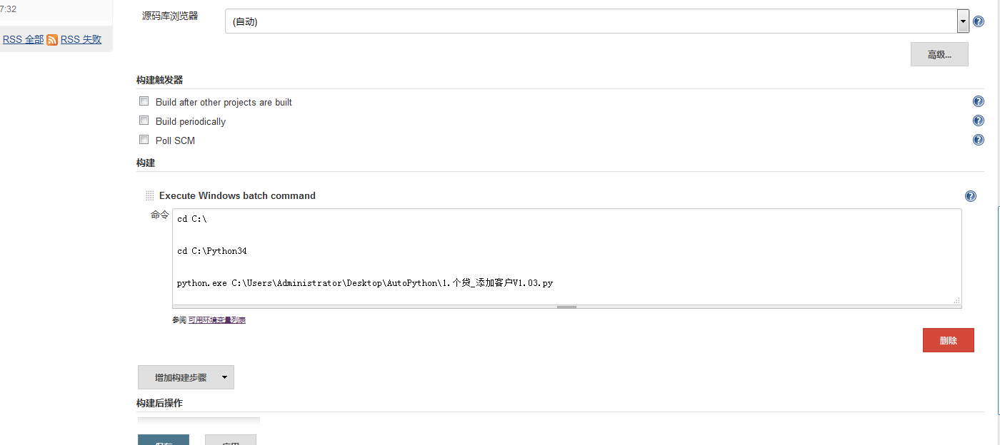 7:32
源码库浏览器
(自动)
RSS 全部 RSS 失败
高级...
构建触发器
Build after other projects are built
Build periodically
Poll SCM
构建
Execute Windows batch command
命令
cd C:\
cd C:\Python34
python.exe C:\Users\Administrator\Desktop\AutoPython\1.个贷_添加客户V1.03.py
参阅 可用环境变量列表
删除
增加构建步骤
构建后操作
保存 应用